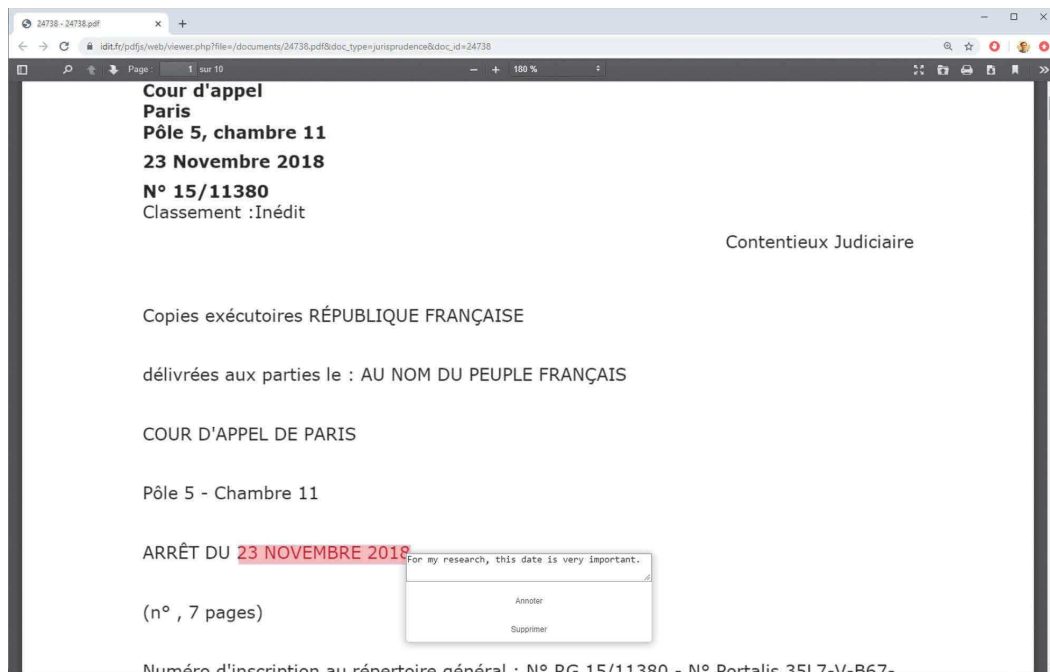 24738 - 24738.pdf
idit.fr/pdfjs/web/viewer.php?file=/documents/24738.pdf&doc_type=jurisprudence&doc_id=24738
Page : 1 sur 10
180 %
Cour d'appel
Paris
Pôle 5, chambre 11
23 Novembre 2018
N° 15/11380
Classement :Inédit
Contentieux Judiciaire
Copies exécutoires RÉPUBLIQUE FRANÇAISE
délivrées aux parties le : AU NOM DU PEUPLE FRANÇAIS
COUR D'APPEL DE PARIS
Pôle 5 - Chambre 11
ARRÊT DU 23 NOVEMBRE 2018
For my research, this date is very important.
Annoter
(n° , 7 pages)
Supprimer
Numéro d'inscription au répertoire général : N° RG 15/11380 - N° Portalis 35L7-V-B67-